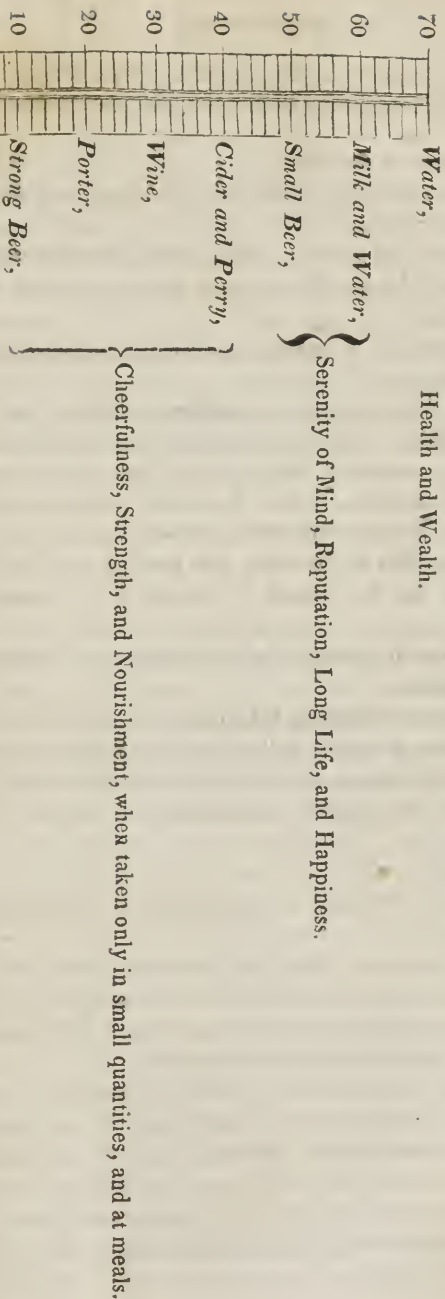 Health and Wealth.
70 Water,
60 Milk and Water,
Serenity of Mind, Reputation, Long Life, and Happiness.
50 Small Beer,
40 Cider and Perry,
30 Wine,
Cheerfulness, Strength, and Nourishment, when taken only in small quantities, and at meals.
20 Porter,
10 Strong Beer,